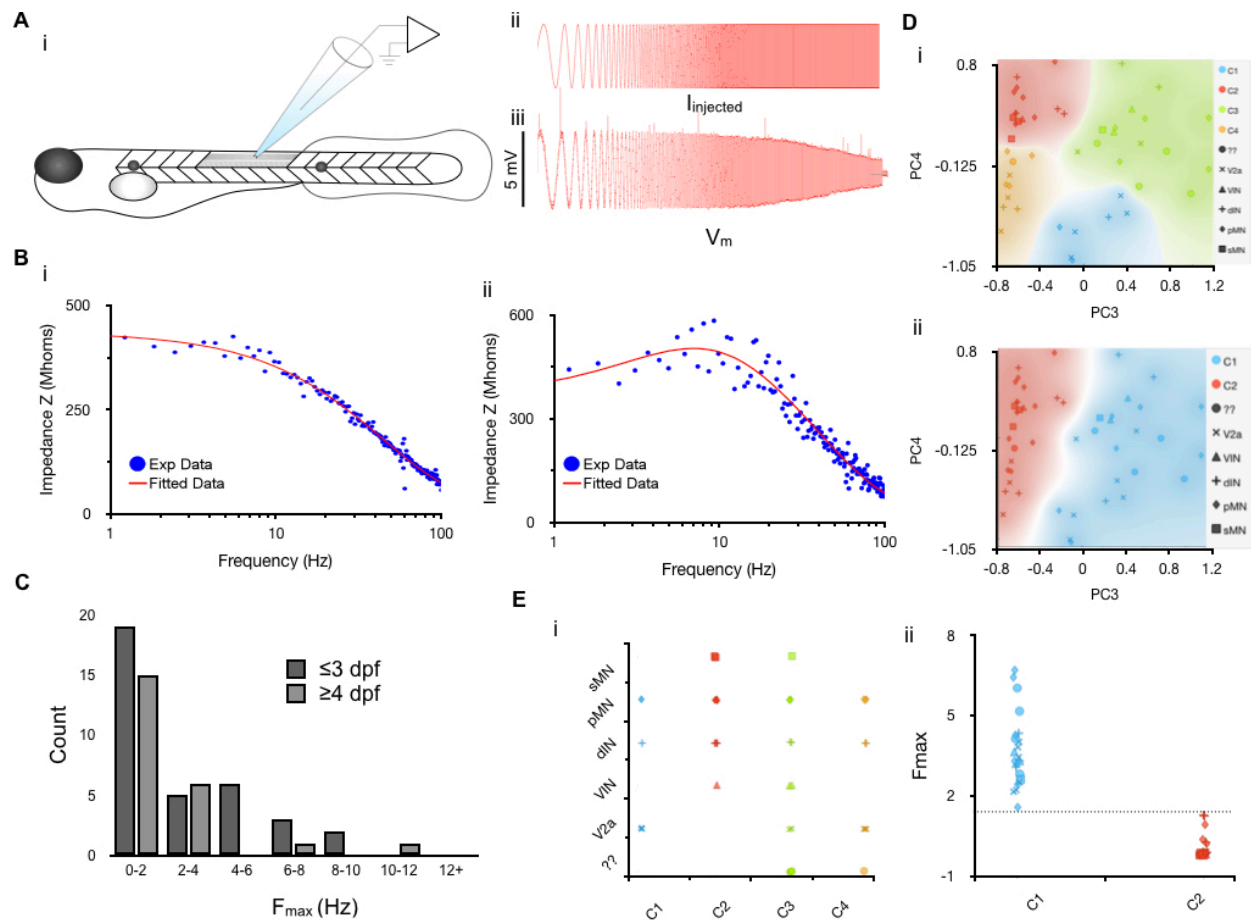 A
i
ii
I injected
iii
5 mV
Vm
B
i
500
250
0
Impedance Z (Mhoms)
Exp Data
Fitted Data
1
10
100
Frequency (Hz)
ii
600
300
0
Impedance Z (Mhoms)
Exp Data
Fitted Data
1
10
100
Frequency (Hz)
C
20
15
10
5
0
Count
≤3 dpf
≥4 dpf
0-2
2-4
4-6
6-8
8-10
10-12
12+
Fmax (Hz)
D
i
0.8
-0.125
-1.05
PC4
-0.8
-0.4
0
0.4
0.8
1.2
PC3
C1
C2
C3
C4
??
V2a
VIN
dIN
pMN
sMN
ii
0.8
-0.125
-1.05
PC4
-0.8
-0.4
0
0.4
0.8
1.2
PC3
C1
C2
??
V2a
VIN
dIN
pMN
sMN
E
i
sMN
pMN
dIN
VIN
V2a
??
C1
C2
C3
C4
ii
8
5
2
-1
Fmax
C1
C2